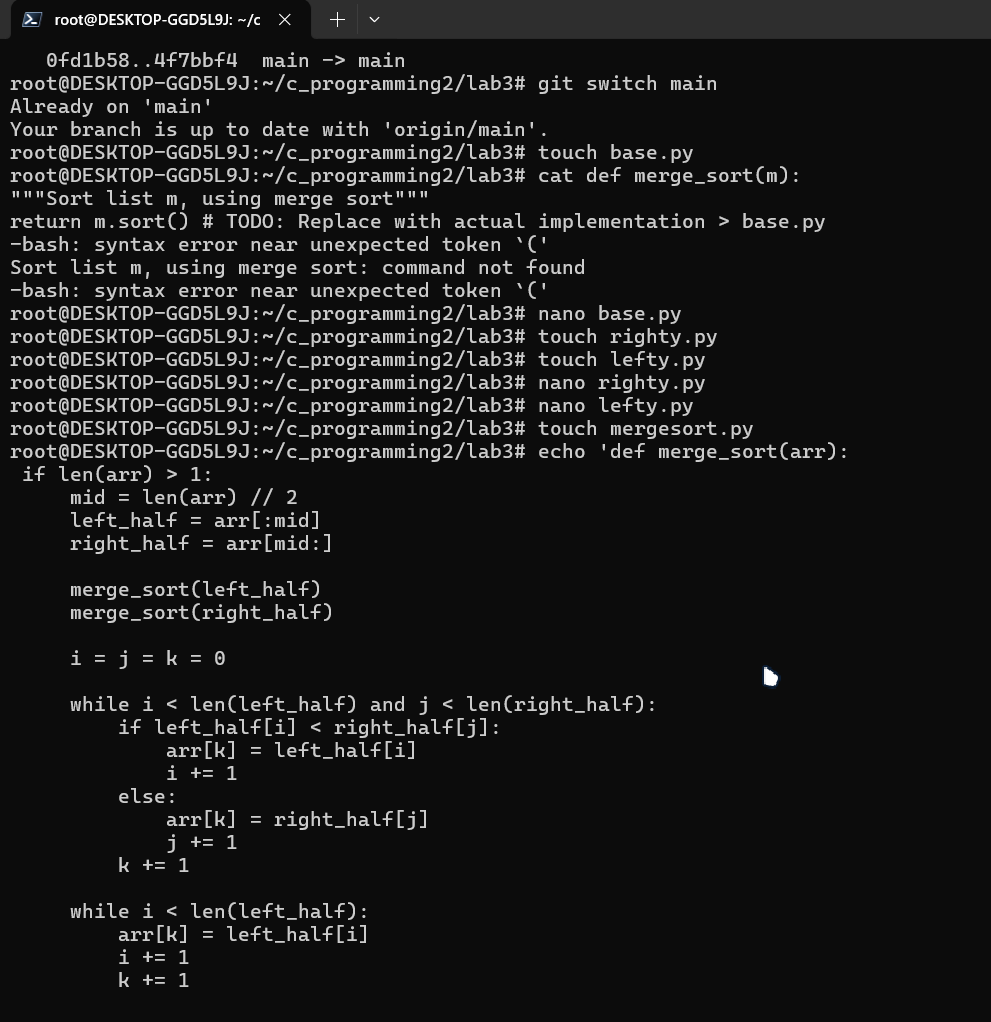 root@DESKTOP-GGD5L9J: ~/c
   0fd1b58..4f7bbf4  main -> main
root@DESKTOP-GGD5L9J:~/c_programming2/lab3# git switch main
Already on 'main'
Your branch is up to date with 'origin/main'.
root@DESKTOP-GGD5L9J:~/c_programming2/lab3# touch base.py
root@DESKTOP-GGD5L9J:~/c_programming2/lab3# cat def merge_sort(m):
"""Sort list m, using merge sort"""
return m.sort() # TODO: Replace with actual implementation > base.py
-bash: syntax error near unexpected token `('
Sort list m, using merge sort: command not found
-bash: syntax error near unexpected token `('
root@DESKTOP-GGD5L9J:~/c_programming2/lab3# nano base.py
root@DESKTOP-GGD5L9J:~/c_programming2/lab3# touch righty.py
root@DESKTOP-GGD5L9J:~/c_programming2/lab3# touch lefty.py
root@DESKTOP-GGD5L9J:~/c_programming2/lab3# nano righty.py
root@DESKTOP-GGD5L9J:~/c_programming2/lab3# nano lefty.py
root@DESKTOP-GGD5L9J:~/c_programming2/lab3# touch mergesort.py
root@DESKTOP-GGD5L9J:~/c_programming2/lab3# echo 'def merge_sort(arr):
 if len(arr) > 1:
     mid = len(arr) // 2
     left_half = arr[:mid]
     right_half = arr[mid:]

     merge_sort(left_half)
     merge_sort(right_half)

     i = j = k = 0

     while i < len(left_half) and j < len(right_half):
         if left_half[i] < right_half[j]:
             arr[k] = left_half[i]
             i += 1
         else:
             arr[k] = right_half[j]
             j += 1
         k += 1

     while i < len(left_half):
         arr[k] = left_half[i]
         i += 1
         k += 1